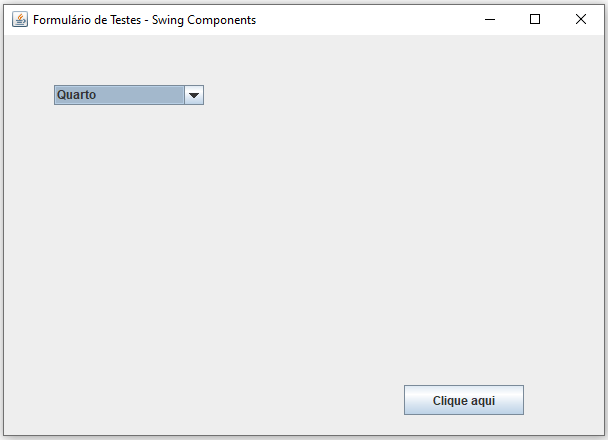 Formulário de Testes - Swing Components
Quarto
Clique aqui